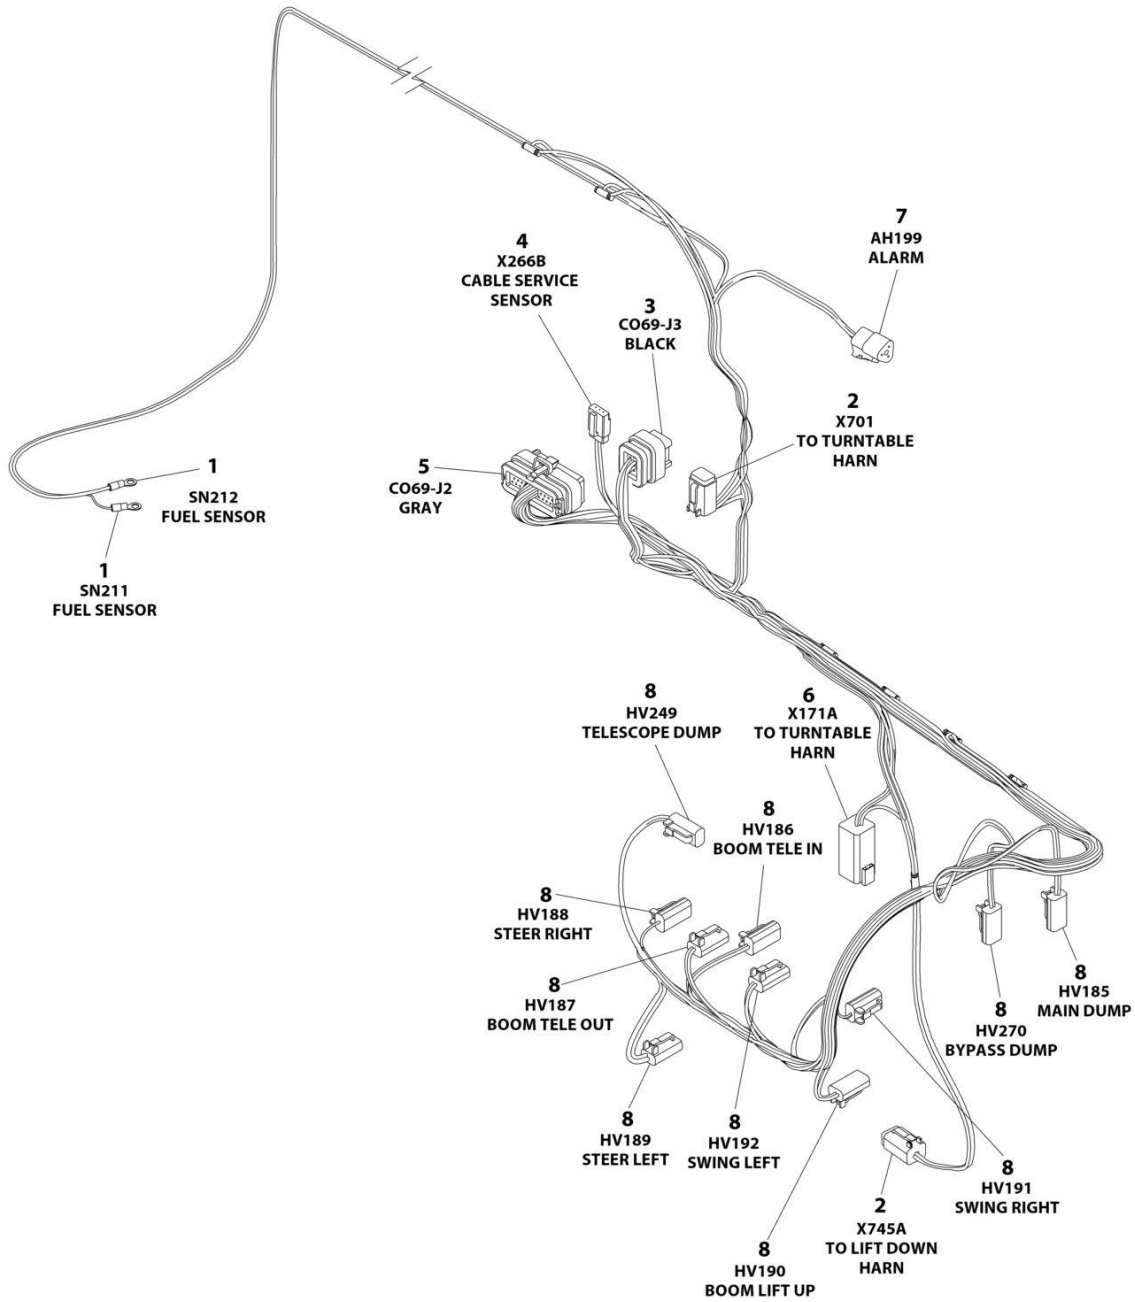 7
AH199
ALARM
4
X266B
CABLE SERVICE
SENSOR
3
CO69-J3
BLACK
2
X701
TO TURNTABLE
HARN
5
CO69-J2
GRAY
1
SN212
FUEL SENSOR
1
SN211
FUEL SENSOR
8
HV249
TELESCOPE DUMP
6
X171A
TO TURNTABLE
HARN
8
HV186
BOOM TELE IN
8
HV188
STEER RIGHT
8
HV187
BOOM TELE OUT
8
HV185
MAIN DUMP
8
HV270
BYPASS DUMP
8
HV189
STEER LEFT
8
HV192
SWING LEFT
8
HV191
SWING RIGHT
2
X745A
TO LIFT DOWN
HARN
8
HV190
BOOM LIFT UP